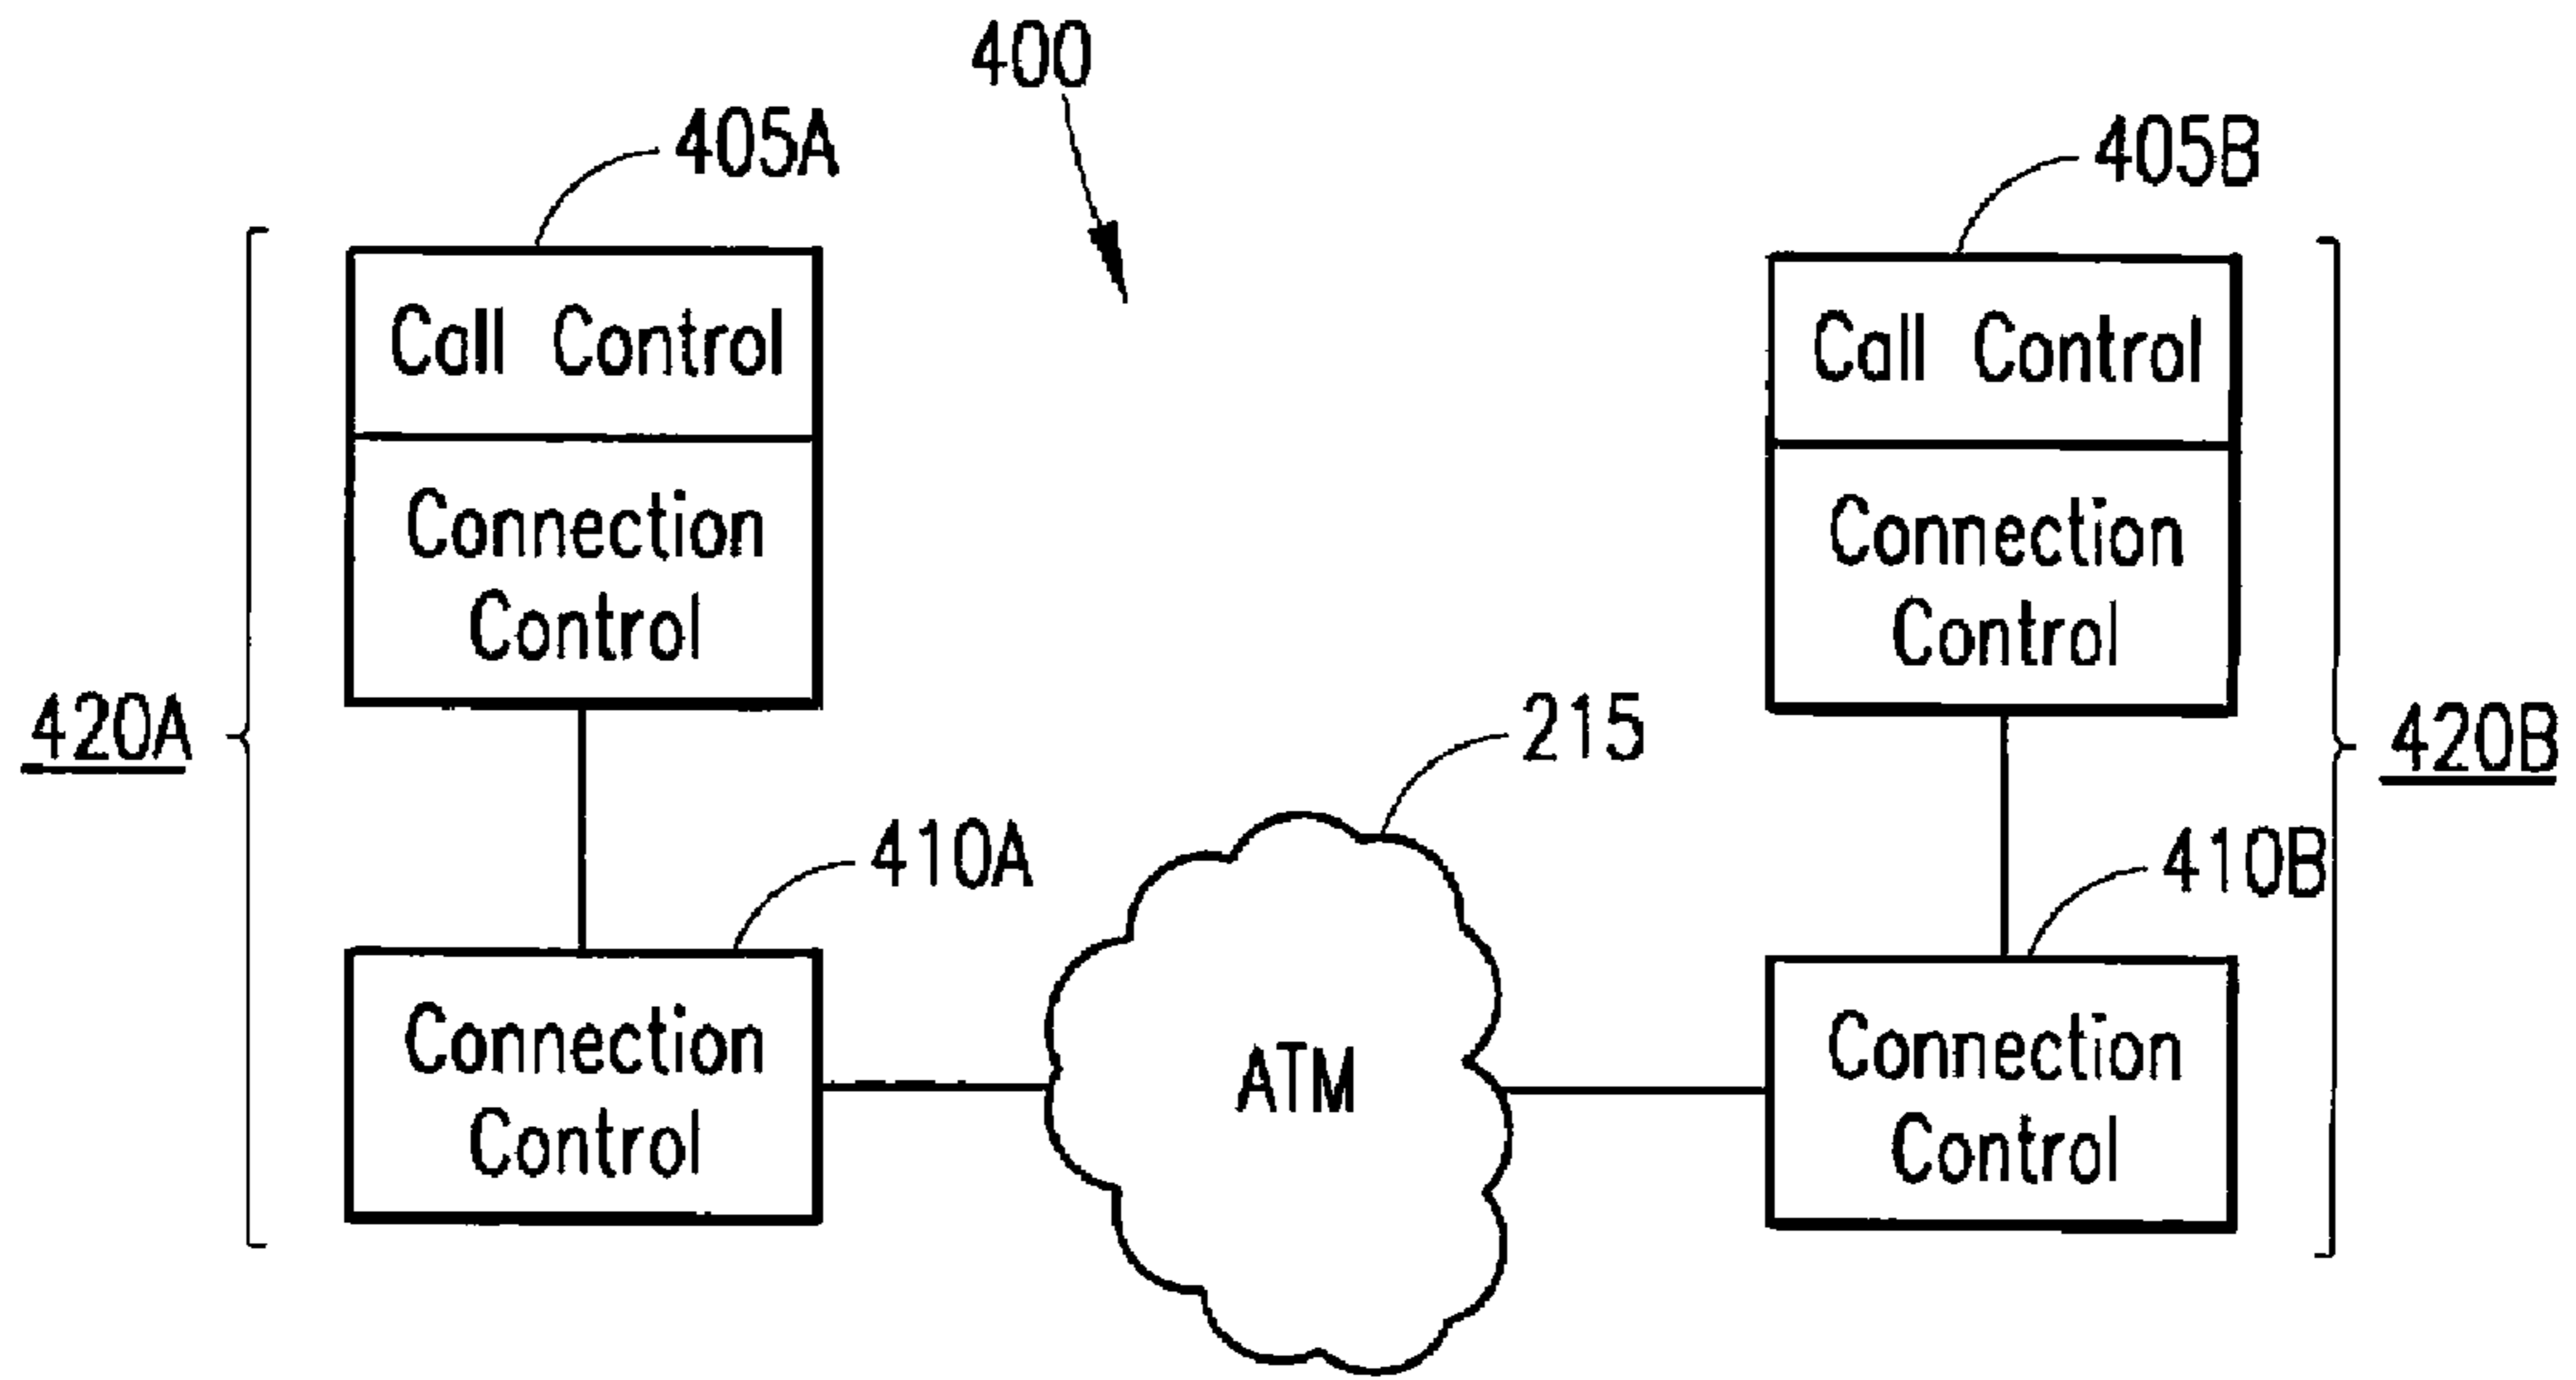 400
405A
405B
Call Control
Call Control
Connection
Control
Connection
Control
420A
215
420B
410A
410B
Connection
Control
ATM
Connection
Control